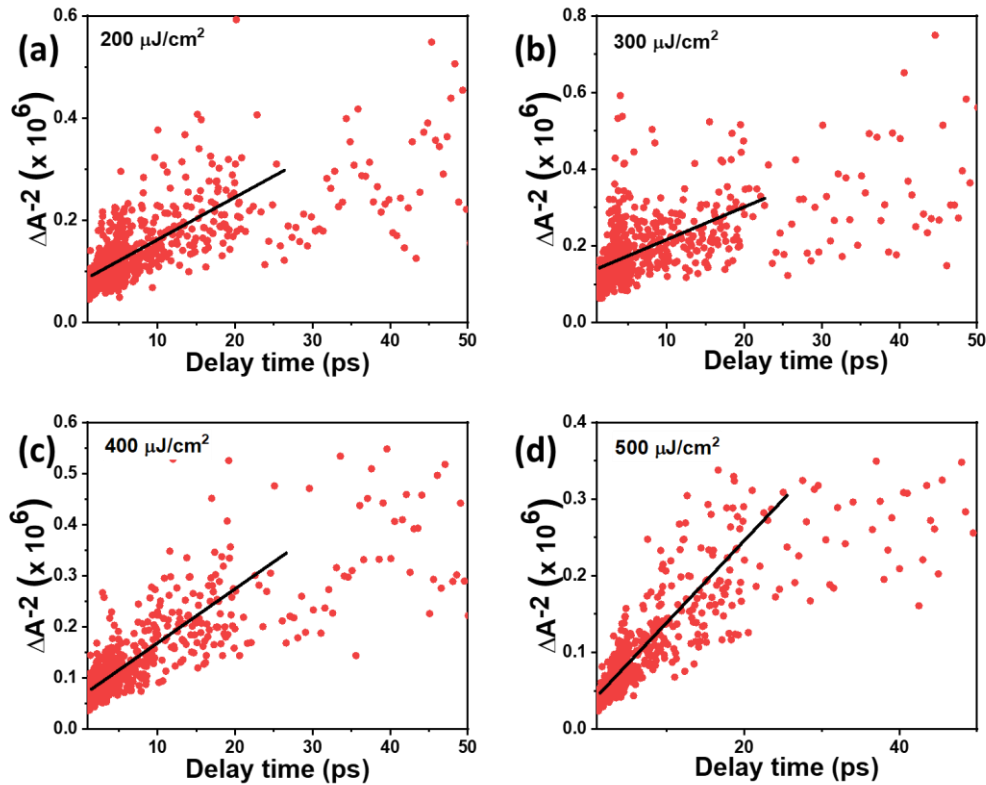 (a)
200 μJ/cm²
ΔA⁻² (x 10⁶)
0.6
0.4
0.2
0.0
10 20 30 40 50
Delay time (ps)
(b)
300 μJ/cm²
ΔA⁻² (x 10⁶)
0.8
0.6
0.4
0.2
0.0
10 20 30 40 50
Delay time (ps)
(c)
400 μJ/cm²
ΔA⁻² (x 10⁶)
0.6
0.5
0.4
0.3
0.2
0.1
0.0
10 20 30 40 50
Delay time (ps)
(d)
500 μJ/cm²
ΔA⁻² (x 10⁶)
0.4
0.3
0.2
0.1
0.0
20 40
Delay time (ps)